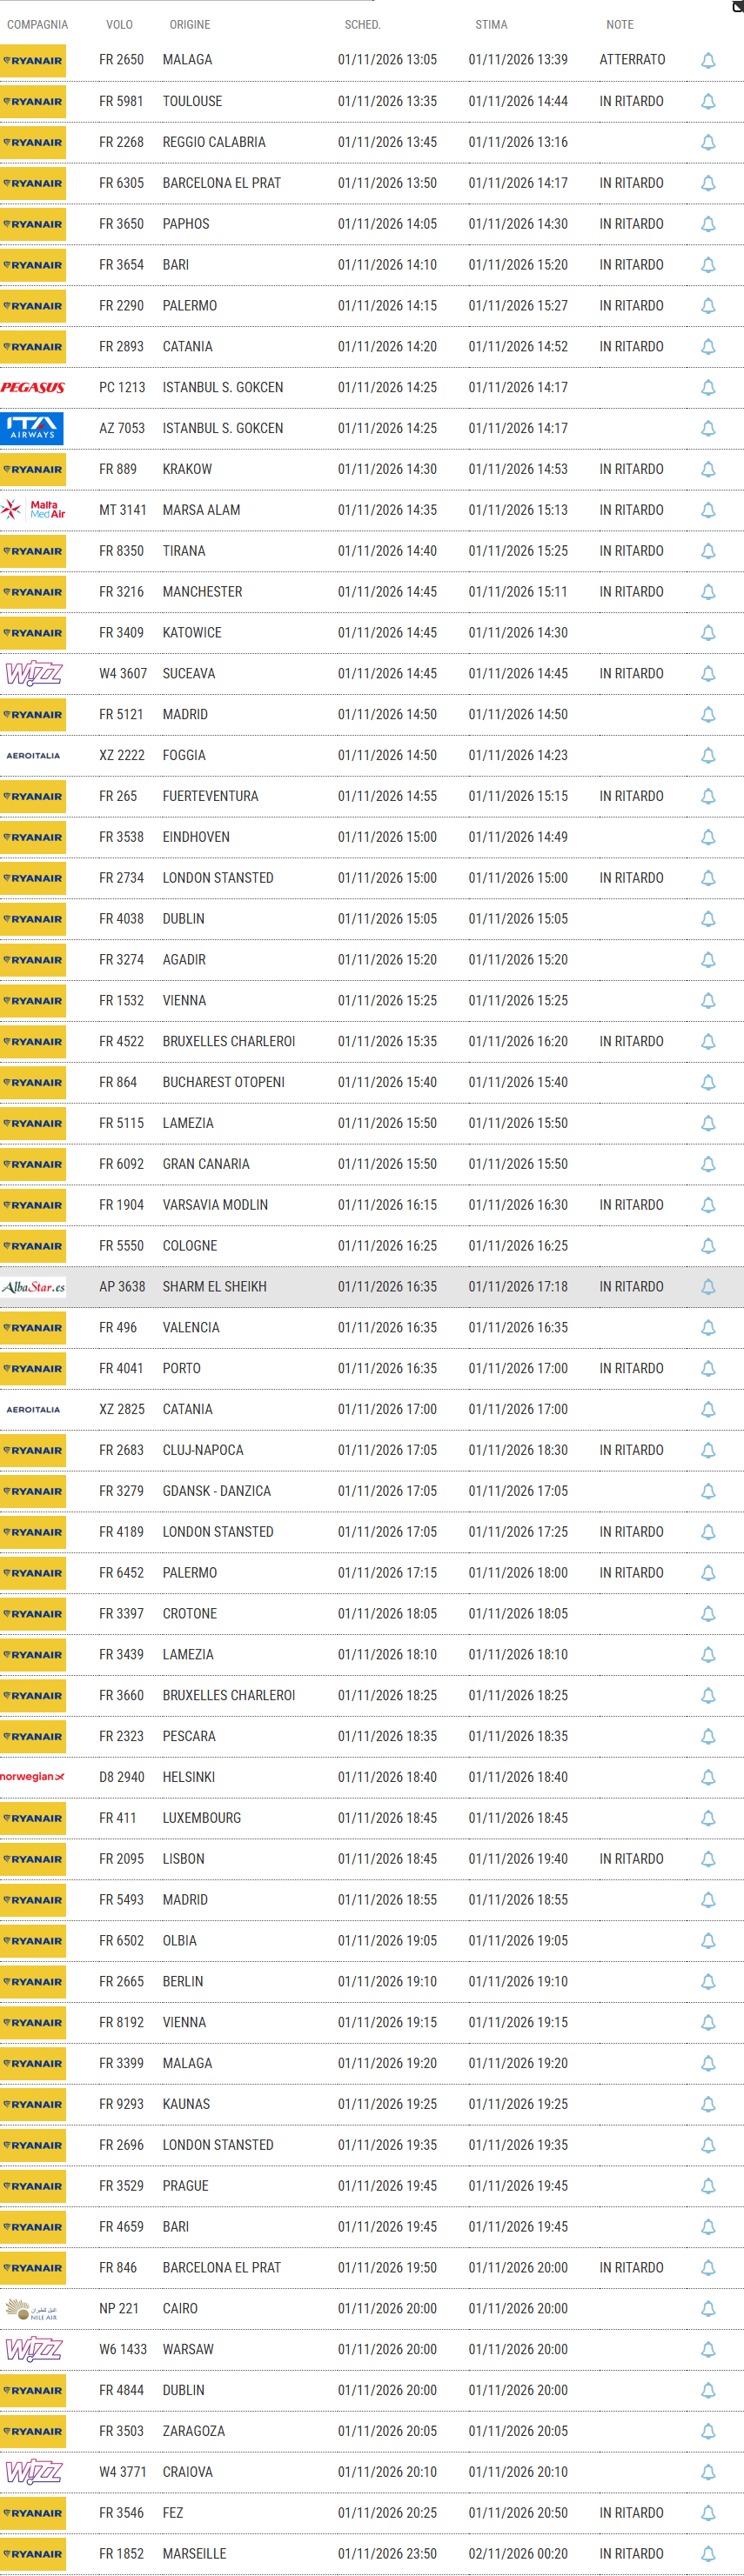 COMPAGNIA VOLO ORIGINE SCHED. STIMA NOTE
RYANAIR FR 2650 MALAGA 01/11/2026 13:05 01/11/2026 13:39 ATTERRATO
RYANAIR FR 5981 TOULOUSE 01/11/2026 13:35 01/11/2026 14:44 IN RITARDO
RYANAIR FR 2268 REGGIO CALABRIA 01/11/2026 13:45 01/11/2026 13:16
RYANAIR FR 6305 BARCELONA EL PRAT 01/11/2026 13:50 01/11/2026 14:17 IN RITARDO
RYANAIR FR 3650 PAPHOS 01/11/2026 14:05 01/11/2026 14:30 IN RITARDO
RYANAIR FR 3654 BARI 01/11/2026 14:10 01/11/2026 15:20 IN RITARDO
RYANAIR FR 2290 PALERMO 01/11/2026 14:15 01/11/2026 15:27 IN RITARDO
RYANAIR FR 2893 CATANIA 01/11/2026 14:20 01/11/2026 14:52 IN RITARDO
PEGASUS PC 1213 ISTANBUL S. GOKCEN 01/11/2026 14:25 01/11/2026 14:17
ITA AIRWAYS AZ 7053 ISTANBUL S. GOKCEN 01/11/2026 14:25 01/11/2026 14:17
RYANAIR FR 889 KRAKOW 01/11/2026 14:30 01/11/2026 14:53 IN RITARDO
Malta MedAir MT 3141 MARSA ALAM 01/11/2026 14:35 01/11/2026 15:13 IN RITARDO
RYANAIR FR 8350 TIRANA 01/11/2026 14:40 01/11/2026 15:25 IN RITARDO
RYANAIR FR 3216 MANCHESTER 01/11/2026 14:45 01/11/2026 15:11 IN RITARDO
RYANAIR FR 3409 KATOWICE 01/11/2026 14:45 01/11/2026 14:30
WIZZ W4 3607 SUCEAVA 01/11/2026 14:45 01/11/2026 14:45 IN RITARDO
RYANAIR FR 5121 MADRID 01/11/2026 14:50 01/11/2026 14:50
AEROITALIA XZ 2222 FOGGIA 01/11/2026 14:50 01/11/2026 14:23
RYANAIR FR 265 FUERTEVENTURA 01/11/2026 14:55 01/11/2026 15:15 IN RITARDO
RYANAIR FR 3538 EINDHOVEN 01/11/2026 15:00 01/11/2026 14:49
RYANAIR FR 2734 LONDON STANSTED 01/11/2026 15:00 01/11/2026 15:00 IN RITARDO
RYANAIR FR 4038 DUBLIN 01/11/2026 15:05 01/11/2026 15:05
RYANAIR FR 3274 AGADIR 01/11/2026 15:20 01/11/2026 15:20
RYANAIR FR 1532 VIENNA 01/11/2026 15:25 01/11/2026 15:25
RYANAIR FR 4522 BRUXELLES CHARLEROI 01/11/2026 15:35 01/11/2026 16:20 IN RITARDO
RYANAIR FR 864 BUCHAREST OTOPENI 01/11/2026 15:40 01/11/2026 15:40
RYANAIR FR 5115 LAMEZIA 01/11/2026 15:50 01/11/2026 15:50
RYANAIR FR 6092 GRAN CANARIA 01/11/2026 15:50 01/11/2026 15:50
RYANAIR FR 1904 VARSAVIA MODLIN 01/11/2026 16:15 01/11/2026 16:30 IN RITARDO
RYANAIR FR 5550 COLOGNE 01/11/2026 16:25 01/11/2026 16:25
AlbaStar.es AP 3638 SHARM EL SHEIKH 01/11/2026 16:35 01/11/2026 17:18 IN RITARDO
RYANAIR FR 496 VALENCIA 01/11/2026 16:35 01/11/2026 16:35
RYANAIR FR 4041 PORTO 01/11/2026 16:35 01/11/2026 17:00 IN RITARDO
AEROITALIA XZ 2825 CATANIA 01/11/2026 17:00 01/11/2026 17:00
RYANAIR FR 2683 CLUJ-NAPOCA 01/11/2026 17:05 01/11/2026 18:30 IN RITARDO
RYANAIR FR 3279 GDANSK - DANZICA 01/11/2026 17:05 01/11/2026 17:05
RYANAIR FR 4189 LONDON STANSTED 01/11/2026 17:05 01/11/2026 17:25 IN RITARDO
RYANAIR FR 6452 PALERMO 01/11/2026 17:15 01/11/2026 18:00 IN RITARDO
RYANAIR FR 3397 CROTONE 01/11/2026 18:05 01/11/2026 18:05
RYANAIR FR 3439 LAMEZIA 01/11/2026 18:10 01/11/2026 18:10
RYANAIR FR 3660 BRUXELLES CHARLEROI 01/11/2026 18:25 01/11/2026 18:25
RYANAIR FR 2323 PESCARA 01/11/2026 18:35 01/11/2026 18:35
norwegian D8 2940 HELSINKI 01/11/2026 18:40 01/11/2026 18:40
RYANAIR FR 411 LUXEMBOURG 01/11/2026 18:45 01/11/2026 18:45
RYANAIR FR 2095 LISBON 01/11/2026 18:45 01/11/2026 19:40 IN RITARDO
RYANAIR FR 5493 MADRID 01/11/2026 18:55 01/11/2026 18:55
RYANAIR FR 6502 OLBIA 01/11/2026 19:05 01/11/2026 19:05
RYANAIR FR 2665 BERLIN 01/11/2026 19:10 01/11/2026 19:10
RYANAIR FR 8192 VIENNA 01/11/2026 19:15 01/11/2026 19:15
RYANAIR FR 3399 MALAGA 01/11/2026 19:20 01/11/2026 19:20
RYANAIR FR 9293 KAUNAS 01/11/2026 19:25 01/11/2026 19:25
RYANAIR FR 2696 LONDON STANSTED 01/11/2026 19:35 01/11/2026 19:35
RYANAIR FR 3529 PRAGUE 01/11/2026 19:45 01/11/2026 19:45
RYANAIR FR 4659 BARI 01/11/2026 19:45 01/11/2026 19:45
RYANAIR FR 846 BARCELONA EL PRAT 01/11/2026 19:50 01/11/2026 20:00 IN RITARDO
النيل للطيران NILE AIR NP 221 CAIRO 01/11/2026 20:00 01/11/2026 20:00
WIZZ W6 1433 WARSAW 01/11/2026 20:00 01/11/2026 20:00
RYANAIR FR 4844 DUBLIN 01/11/2026 20:00 01/11/2026 20:00
RYANAIR FR 3503 ZARAGOZA 01/11/2026 20:05 01/11/2026 20:05
WIZZ W4 3771 CRAIOVA 01/11/2026 20:10 01/11/2026 20:10
RYANAIR FR 3546 FEZ 01/11/2026 20:25 01/11/2026 20:50 IN RITARDO
RYANAIR FR 1852 MARSEILLE 01/11/2026 23:50 02/11/2026 00:20 IN RITARDO